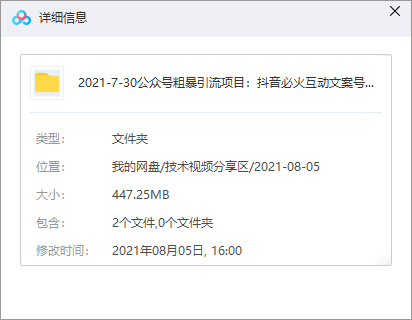 详细信息
2021-7-30公众号粗暴引流项目：抖音必火互动文案号...
类型： 文件夹
位置： 我的网盘/技术视频分享区/2021-08-05
大小： 447.25MB
包含： 2个文件,0个文件夹
修改时间： 2021年08月05日, 16:00